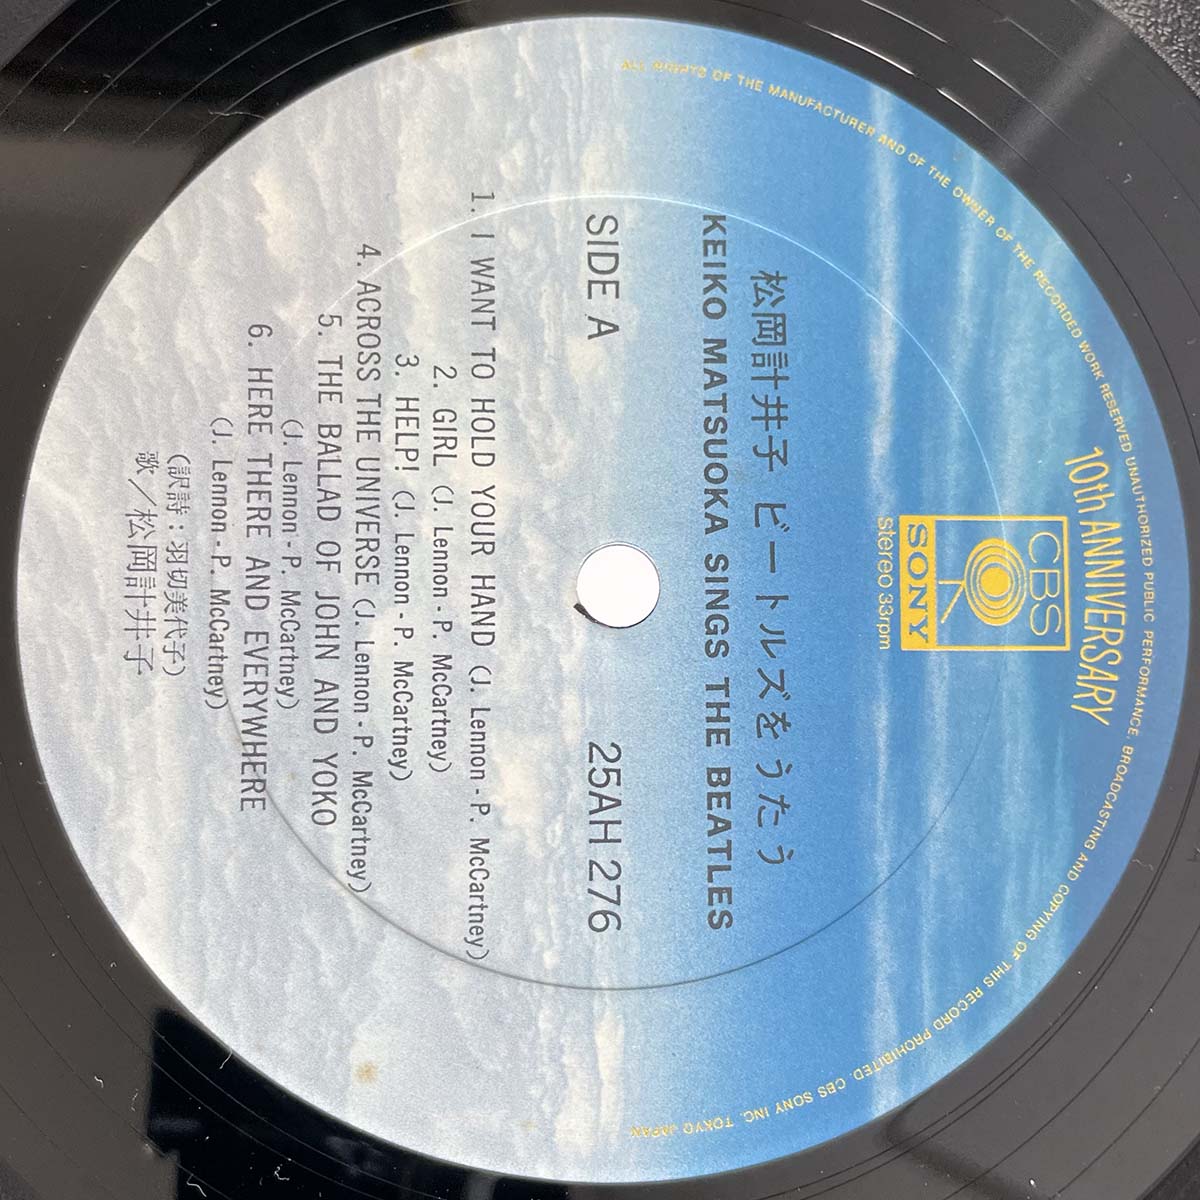 ALL RIGHTS OF THE MANUFACTURER AND OF THE OWNER OF THE RECORDED WORK RESERVED UNAUTHORIZED PUBLIC PERFORMANCE, BROADCASTING AND COPYING OF THIS RECORD PROHIBITED. CBS SONY INC. TOKYO JAPAN
10th ANNIVERSARY
CBS
SONY
Stereo 33rpm
松岡計井子 ビートルズをうたう
KEIKO MATSUOKA SINGS THE BEATLES
SIDE A 25AH 276
1. I WANT TO HOLD YOUR HAND (J. Lennon - P. McCartney)
2. GIRL (J. Lennon - P. McCartney)
3. HELP! (J. Lennon - P. McCartney)
4. ACROSS THE UNIVERSE (J. Lennon - P. McCartney)
5. THE BALLAD OF JOHN AND YOKO
(J. Lennon - P. McCartney)
6. HERE THERE AND EVERYWHERE
(J. Lennon - P. McCartney)
(訳詩:羽切美代子)
歌/松岡計井子